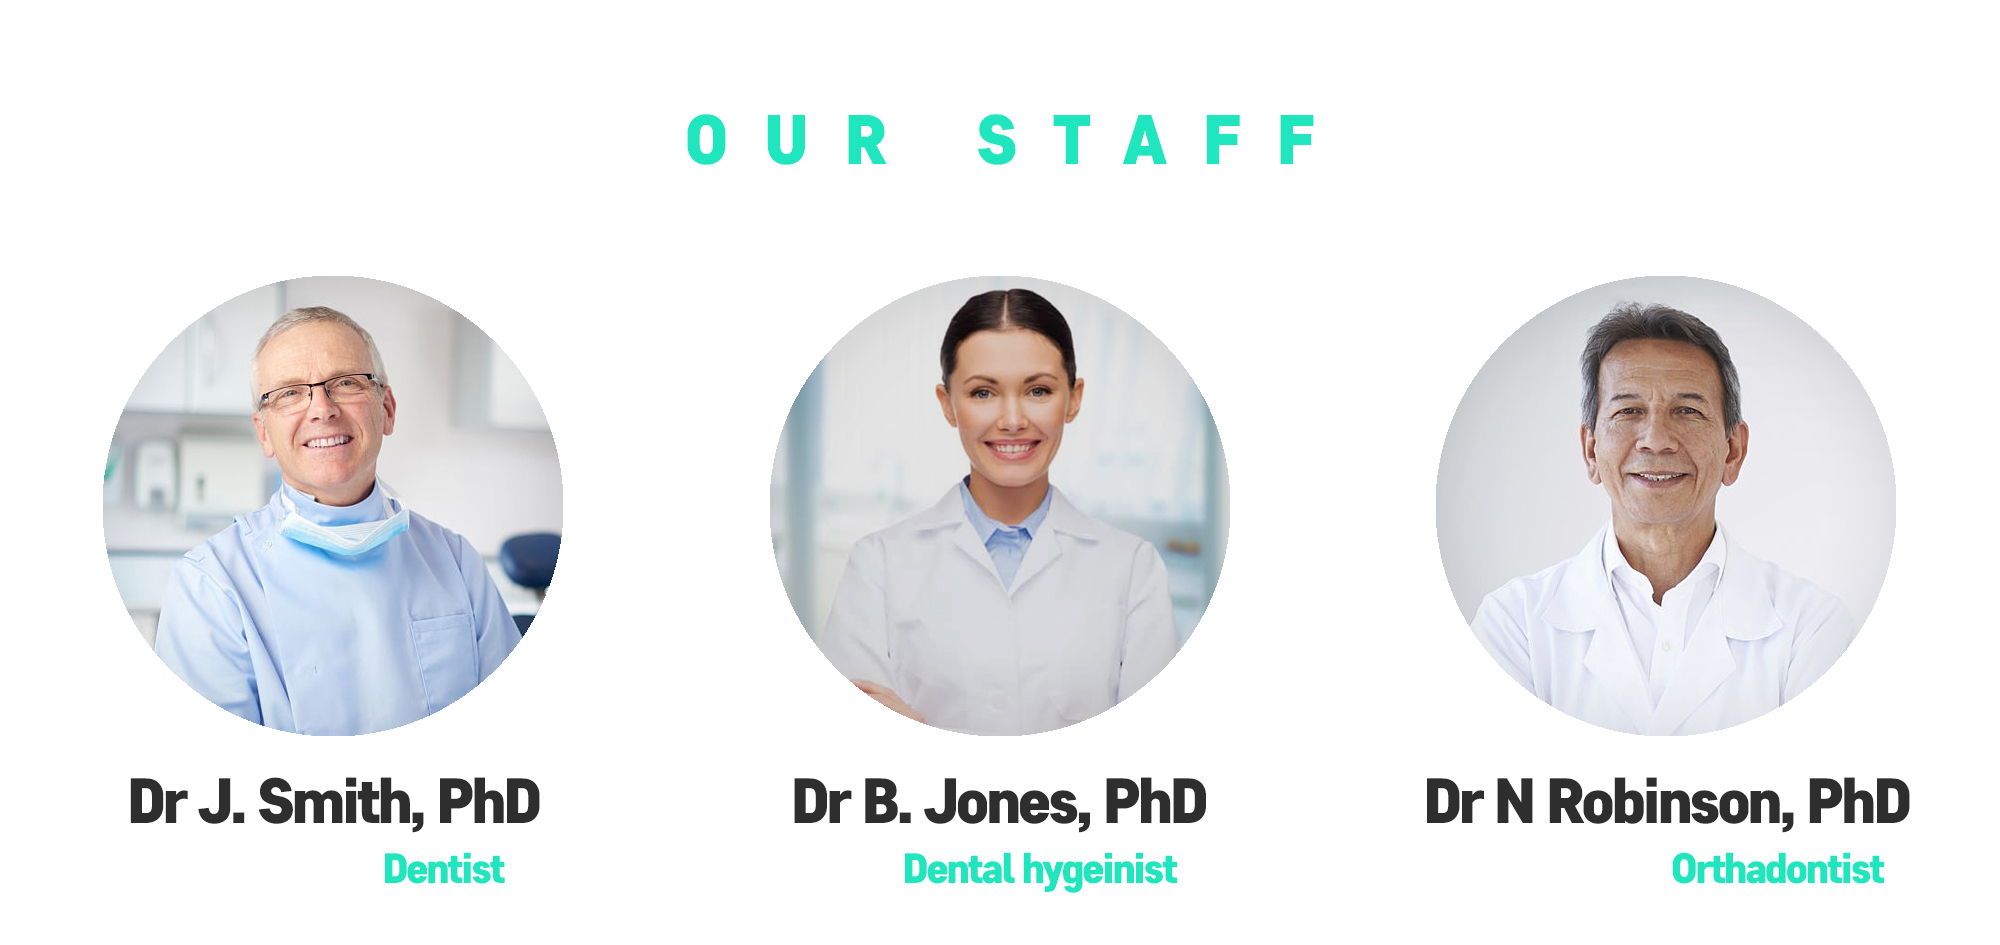 OUR STAFF
Dr J. Smith, PhD
Dentist
Dr B. Jones, PhD
Dental hygeinist
Dr N Robinson, PhD
Orthadontist